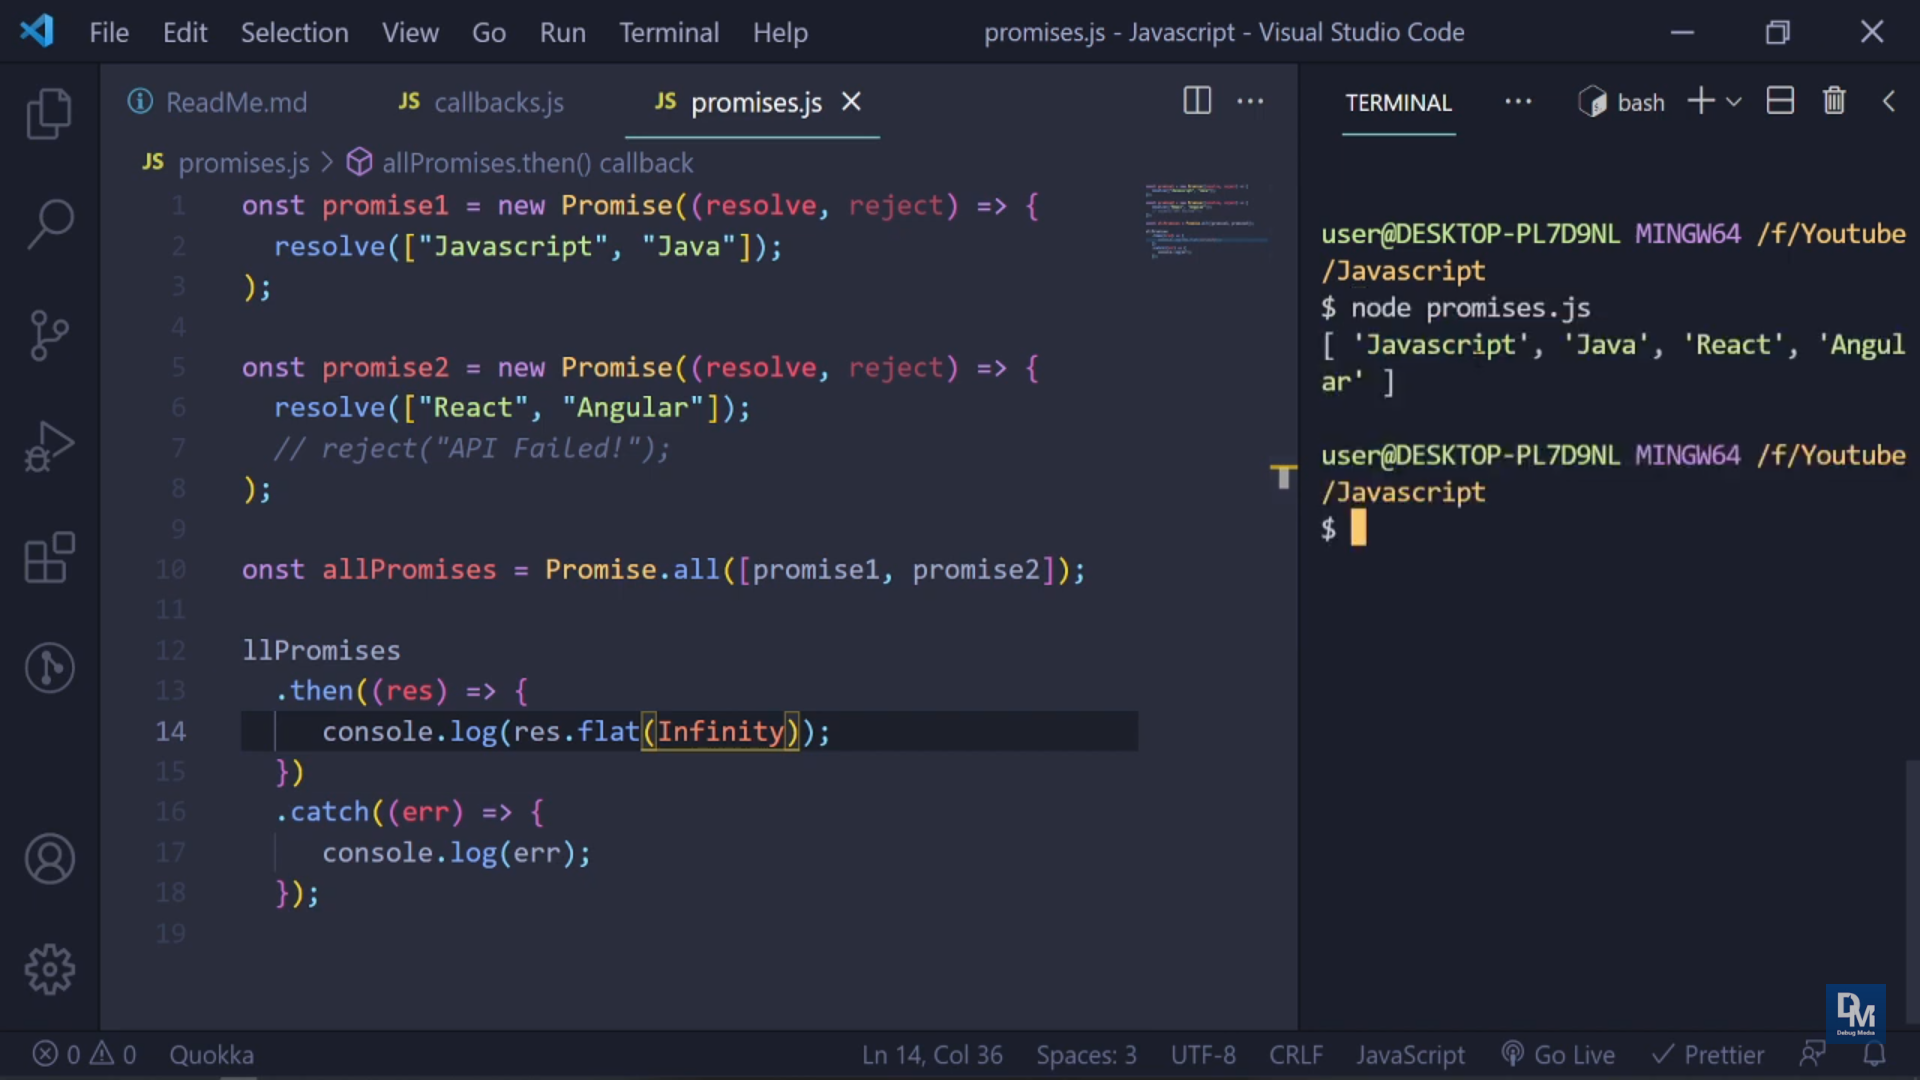 File Edit Selection View Go Run Terminal Help promises.js - Javascript - Visual Studio Code
ReadMe.md JS callbacks.js JS promises.js
JS promises.js > allPromises.then() callback
1 onst promise1 = new Promise((resolve, reject) => {
2 resolve(["Javascript", "Java"]);
3 );
4
5 onst promise2 = new Promise((resolve, reject) => {
6 resolve(["React", "Angular"]);
7 // reject("API Failed!");
8 );
9
10 onst allPromises = Promise.all([promise1, promise2]);
11
12 llPromises
13 .then((res) => {
14 console.log(res.flat(Infinity));
15 })
16 .catch((err) => {
17 console.log(err);
18 });
19
TERMINAL ... bash
user@DESKTOP-PL7D9NL MINGW64 /f/Youtube
/Javascript
$ node promises.js
[ 'Javascript', 'Java', 'React', 'Angul
ar' ]
user@DESKTOP-PL7D9NL MINGW64 /f/Youtube
/Javascript
$
DM
Debug Media
0 0 Quokka Ln 14, Col 36 Spaces: 3 UTF-8 CRLF JavaScript Go Live Prettier